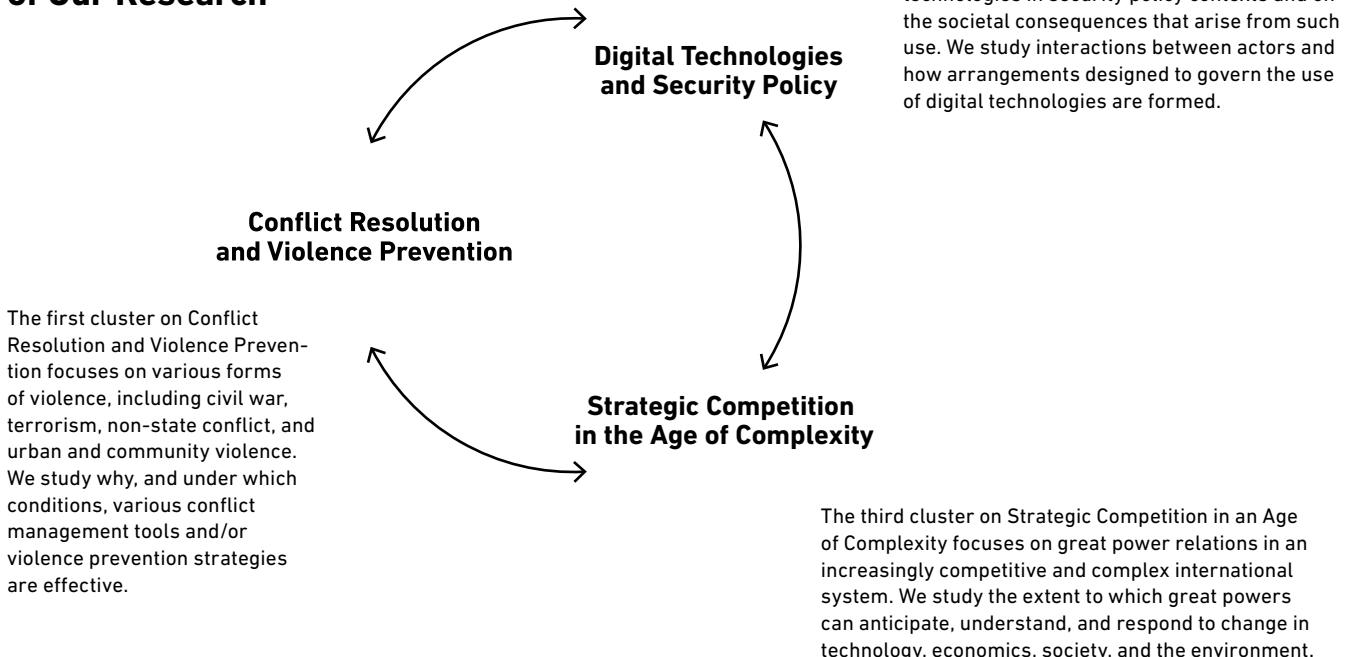 of Our Research
technologies in security policy contexts and on
the societal consequences that arise from such
use. We study interactions between actors and
how arrangements designed to govern the use
of digital technologies are formed.
Digital Technologies
and Security Policy
Conflict Resolution
and Violence Prevention
The first cluster on Conflict
Resolution and Violence Preven-
tion focuses on various forms
of violence, including civil war,
terrorism, non-state conflict, and
urban and community violence.
We study why, and under which
conditions, various conflict
management tools and/or
violence prevention strategies
are effective.
Strategic Competition
in the Age of Complexity
The third cluster on Strategic Competition in an Age
of Complexity focuses on great power relations in an
increasingly competitive and complex international
system. We study the extent to which great powers
can anticipate, understand, and respond to change in
technology, economics, society, and the environment.